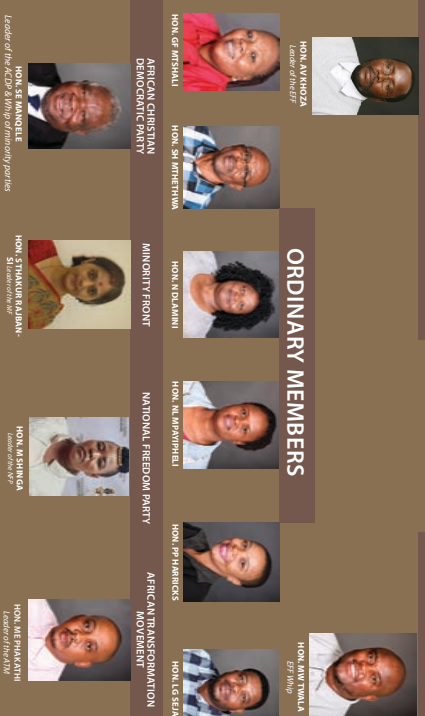 HON. AV KHOZA
Leader of the EFF
HON. MW TWALA
EFF Whip
ORDINARY MEMBERS
HON. GF MTSHALI
HON. SH MTHETHWA
HON. N DLAMINI
HON. NL MPAYIPHELI
HON. PP HARRICKS
HON. LG SEJA
AFRICAN CHRISTIAN
DEMOCRATIC PARTY
MINORITY FRONT
NATIONAL FREEDOM PARTY
AFRICAN TRANSFORMATION
MOVEMENT
HON. SE MANQELE
Leader of the ACDP & Whip of minority parties
HON. S THAKUR RAJBAN-
SI Leader of the MF
HON. M SHINGA
Leader of the NFP
HON. ME PHAKATHI
Leader of the ATM